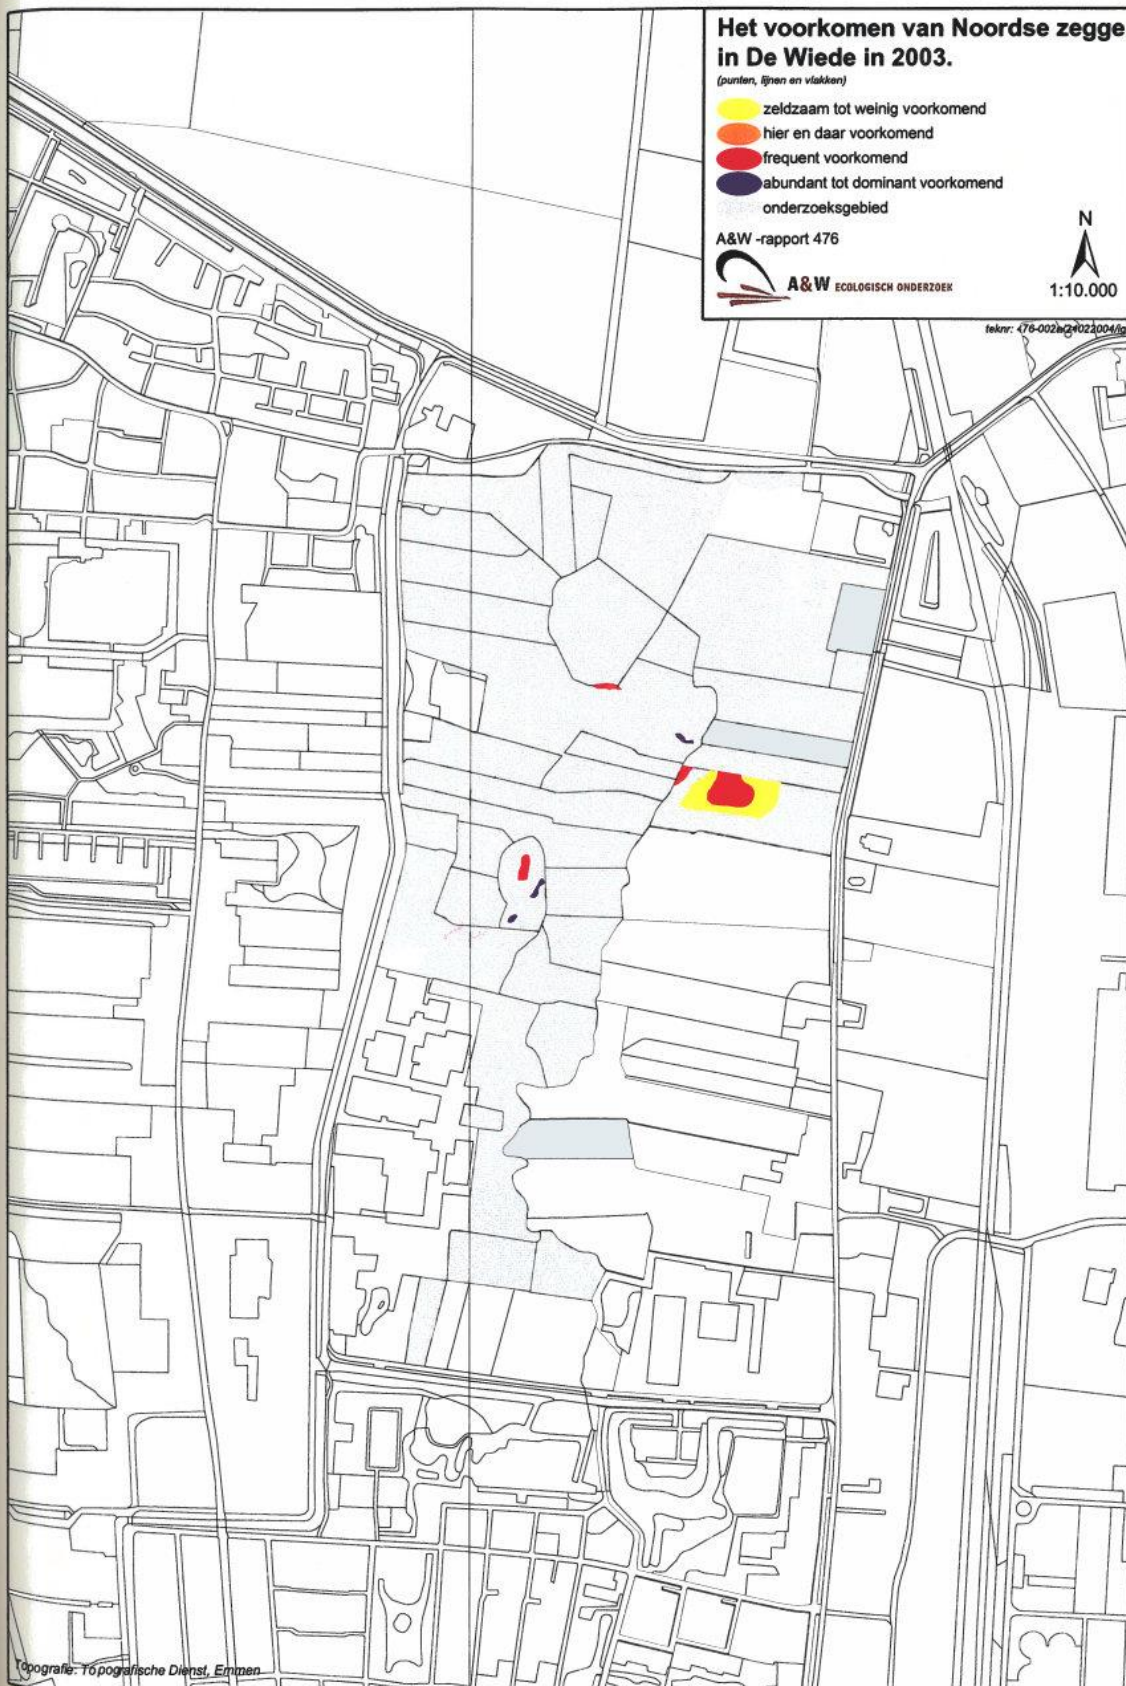 Het voorkomen van Noordse zegge
in De Wiede in 2003.
(punten, lijnen en vlakken)
zeldzaam tot weinig voorkomend
hier en daar voorkomend
frequent voorkomend
abundant tot dominant voorkomend
onderzoeksgebied
A&W -rapport 476
A&W ECOLOGISCH ONDERZOEK
N
1:10.000
teknr:
Topografie: Topografische Dienst, Emmen